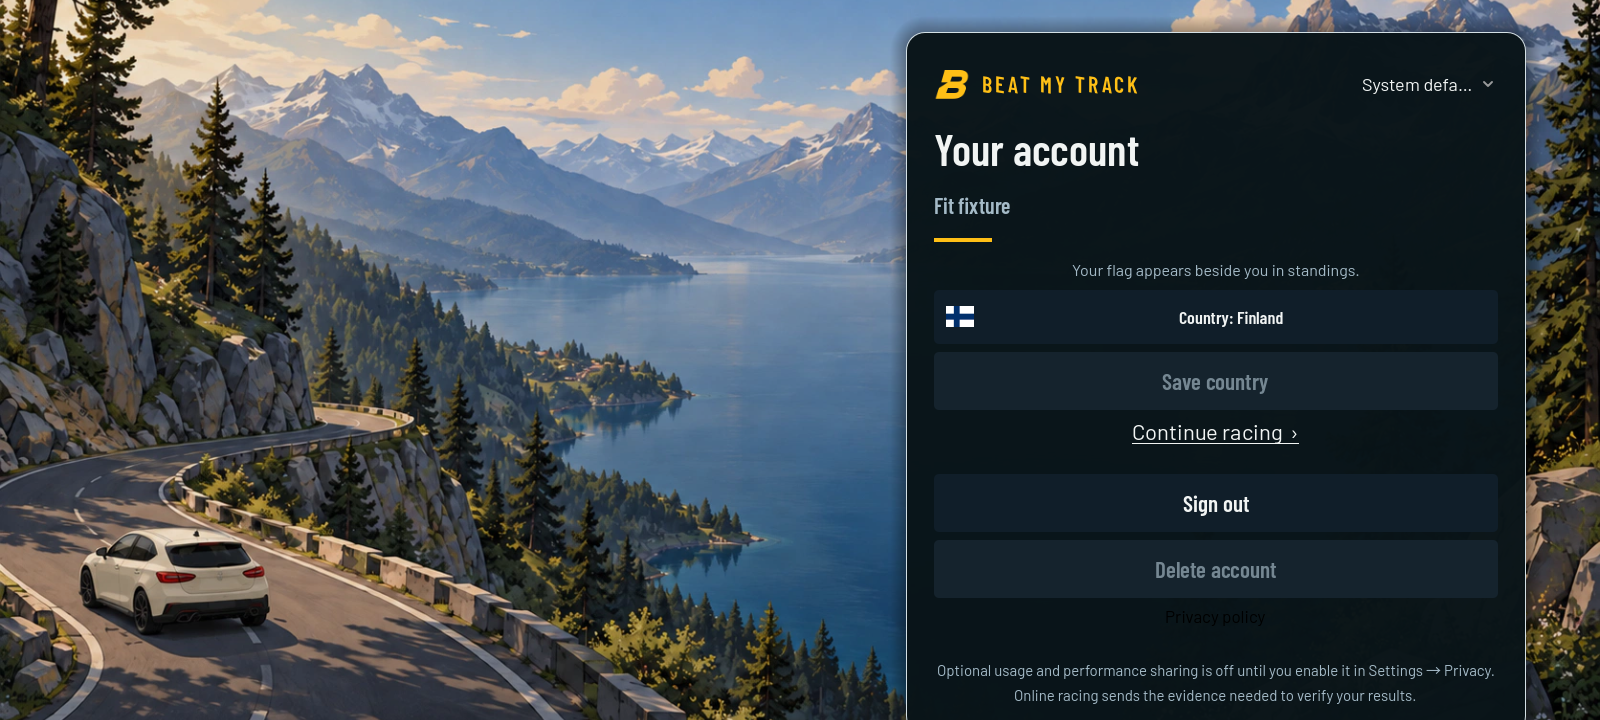 BEAT MY TRACK
System defa...
Your account
Fit fixture
Your flag appears beside you in standings.
Country: Finland
Save country
Continue racing ›
Sign out
Delete account
Privacy policy
Optional usage and performance sharing is off until you enable it in Settings → Privacy.
Online racing sends the evidence needed to verify your results.